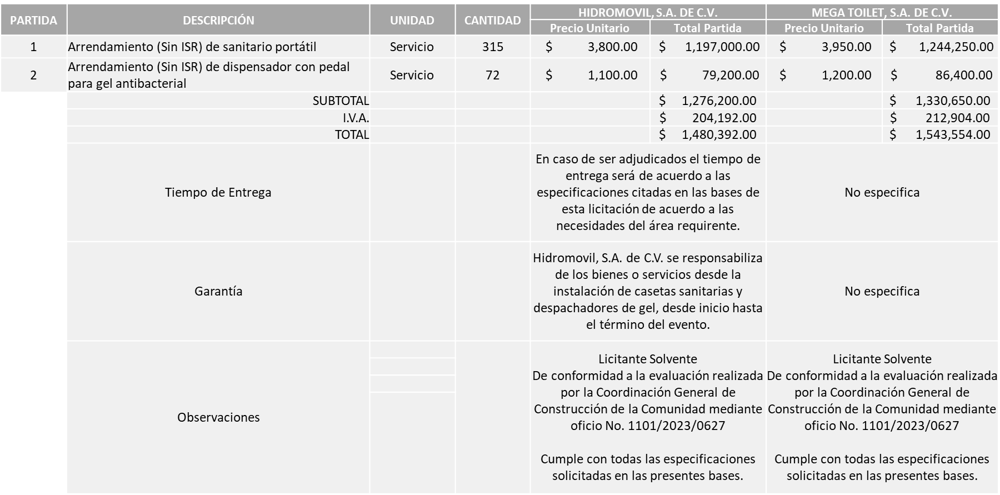 PARTIDA DESCRIPCIÓN UNIDAD CANTIDAD HIDROMOVIL, S.A. DE C.V. MEGA TOILET, S.A. DE C.V.
Precio Unitario Total Partida Precio Unitario Total Partida
1 Arrendamiento (Sin ISR) de sanitario portátil Servicio 315 $ 3,800.00 $ 1,197,000.00 $ 3,950.00 $ 1,244,250.00
2 Arrendamiento (Sin ISR) de dispensador con pedal
para gel antibacterial Servicio 72 $ 1,100.00 $ 79,200.00 $ 1,200.00 $ 86,400.00
SUBTOTAL $ 1,276,200.00 $ 1,330,650.00
I.V.A. $ 204,192.00 $ 212,904.00
TOTAL $ 1,480,392.00 $ 1,543,554.00
Tiempo de Entrega
En caso de ser adjudicados el tiempo de
entrega será de acuerdo a las
especificaciones citadas en las bases de
esta licitación de acuerdo a las
necesidades del área requirente.
No especifica
Garantía
Hidromovil, S.A. de C.V. se responsabiliza
de los bienes o servicios desde la
instalación de casetas sanitarias y
despachadores de gel, desde inicio hasta
el término del evento.
No especifica
Observaciones
Licitante Solvente
De conformidad a la evaluación realizada
por la Coordinación General de
Construcción de la Comunidad mediante
oficio No. 1101/2023/0627
Cumple con todas las especificaciones
solicitadas en las presentes bases.
Licitante Solvente
De conformidad a la evaluación realizada
por la Coordinación General de
Construcción de la Comunidad mediante
oficio No. 1101/2023/0627
Cumple con todas las especificaciones
solicitadas en las presentes bases.